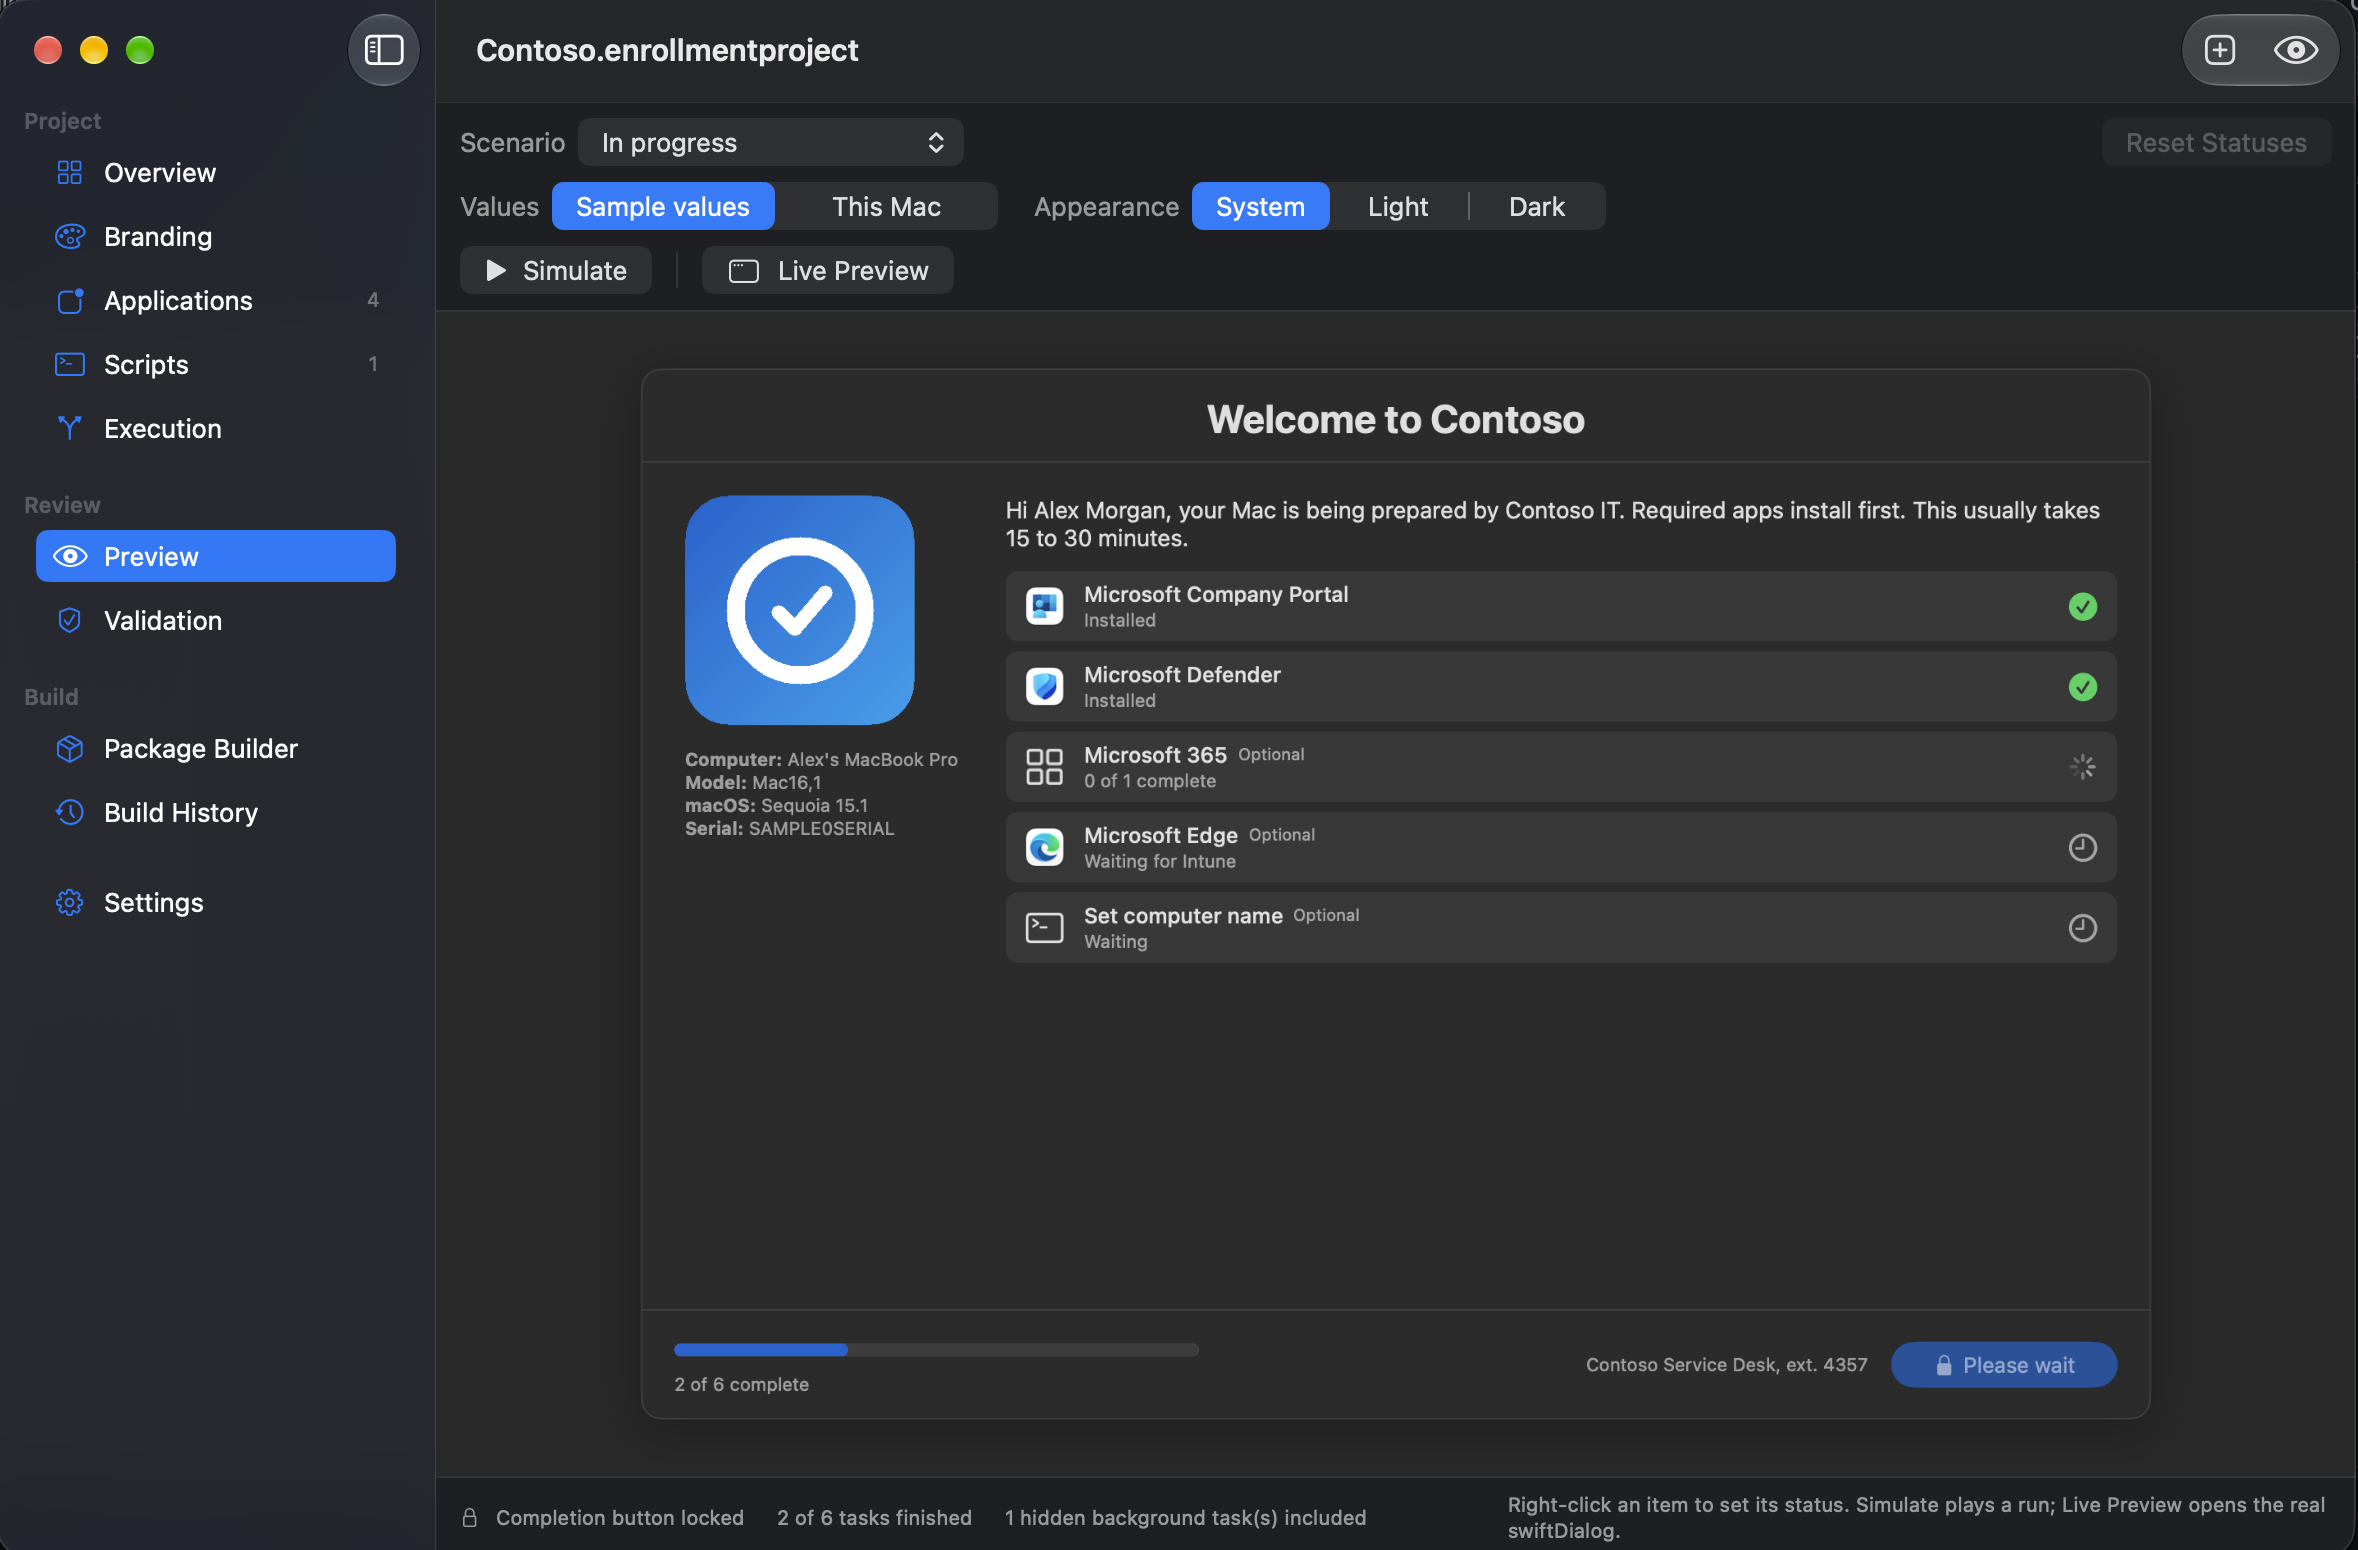 Contoso.enrollmentproject
Project
Overview
Branding
Applications 4
Scripts 1
Execution
Review
Preview
Validation
Build
Package Builder
Build History
Settings
Scenario In progress Reset Statuses
Values Sample values This Mac Appearance System Light Dark
Simulate Live Preview
Welcome to Contoso
Computer: Alex's MacBook Pro
Model: Mac16,1
macOS: Sequoia 15.1
Serial: SAMPLE0SERIAL
Hi Alex Morgan, your Mac is being prepared by Contoso IT. Required apps install first. This usually takes
15 to 30 minutes.
Microsoft Company Portal
Installed
Microsoft Defender
Installed
Microsoft 365 Optional
0 of 1 complete
Microsoft Edge Optional
Waiting for Intune
Set computer name Optional
Waiting
2 of 6 complete
Contoso Service Desk, ext. 4357 Please wait
Completion button locked 2 of 6 tasks finished 1 hidden background task(s) included
Right-click an item to set its status. Simulate plays a run; Live Preview opens the real
swiftDialog.